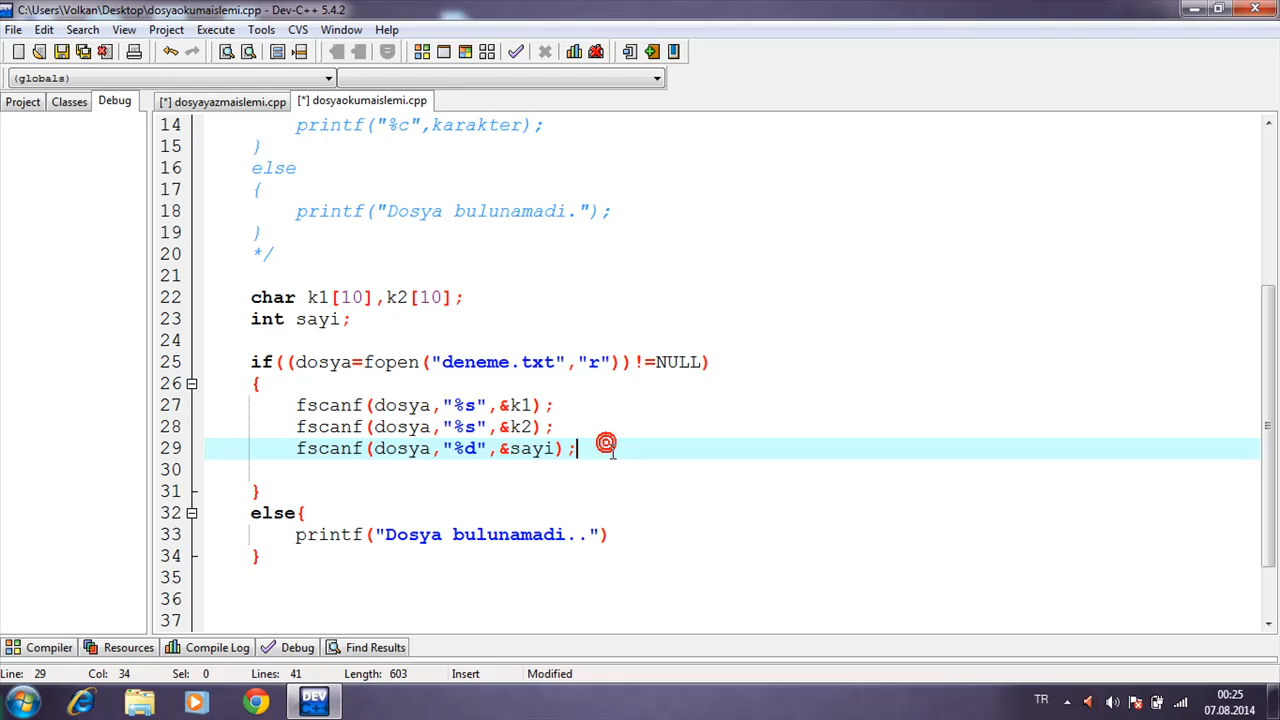 C:\Users\Volkan\Desktop\dosyaokumaislemi.cpp - Dev-C++ 5.4.2
File Edit Search View Project Execute Tools CVS Window Help
(globals)
Project Classes Debug [*] dosyayazmaislemi.cpp [*] dosyaokumaislemi.cpp
14 printf("%c",karakter);
15 }
16 else
17 {
18 printf("Dosya bulunamadi.");
19 }
20 */
21
22 char k1[10],k2[10];
23 int sayi;
24
25 if((dosya=fopen("deneme.txt","r"))!=NULL)
26 {
27 fscanf(dosya,"%s",&k1);
28 fscanf(dosya,"%s",&k2);
29 fscanf(dosya,"%d",&sayi);
30
31 }
32 else{
33 printf("Dosya bulunamadi..")
34 }
35
36
37
Compiler Resources Compile Log Debug Find Results
Line: 29 Col: 34 Sel: 0 Lines: 41 Length: 603 Insert Modified
DEV
TR
00:25
07.08.2014